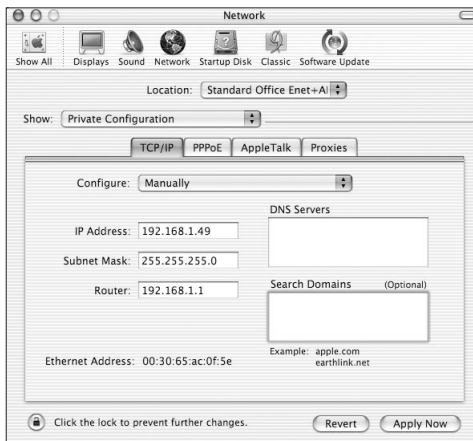 Network
Show All Displays Sound Network Startup Disk Classic Software Update
Location: Standard Office Enet+Al
Show: Private Configuration
TCP/IP PPPoE AppleTalk Proxies
Configure: Manually
DNS Servers
IP Address: 192.168.1.49
Subnet Mask: 255.255.255.0
Router: 192.168.1.1
Search Domains (Optional)
Ethernet Address: 00:30:65:ac:0f:5e
Example: apple.com
earthlink.net
Click the lock to prevent further changes. Revert Apply Now